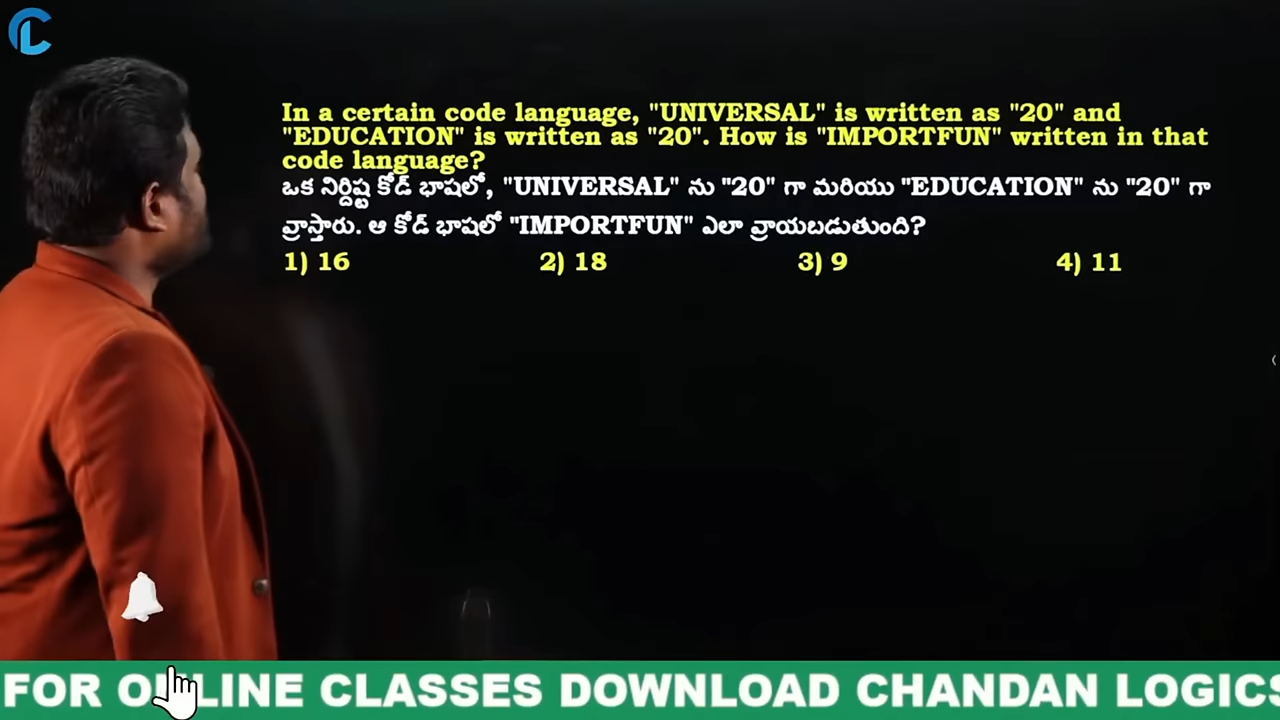 In a certain code language, "UNIVERSAL" is written as "20" and
"EDUCATION" is written as "20". How is "IMPORTFUN" written in that
code language?
ఒక నిర్దిష్ట కోడ్ భాషలో, "UNIVERSAL" ను "20" గా మరియు "EDUCATION" ను "20" గా
వ్రాస్తారు. ఆ కోడ్ భాషలో "IMPORTFUN" ఎలా వ్రాయబడుతుంది?
1) 16 2) 18 3) 9 4) 11
FOR ONLINE CLASSES DOWNLOAD CHANDAN LOGICS